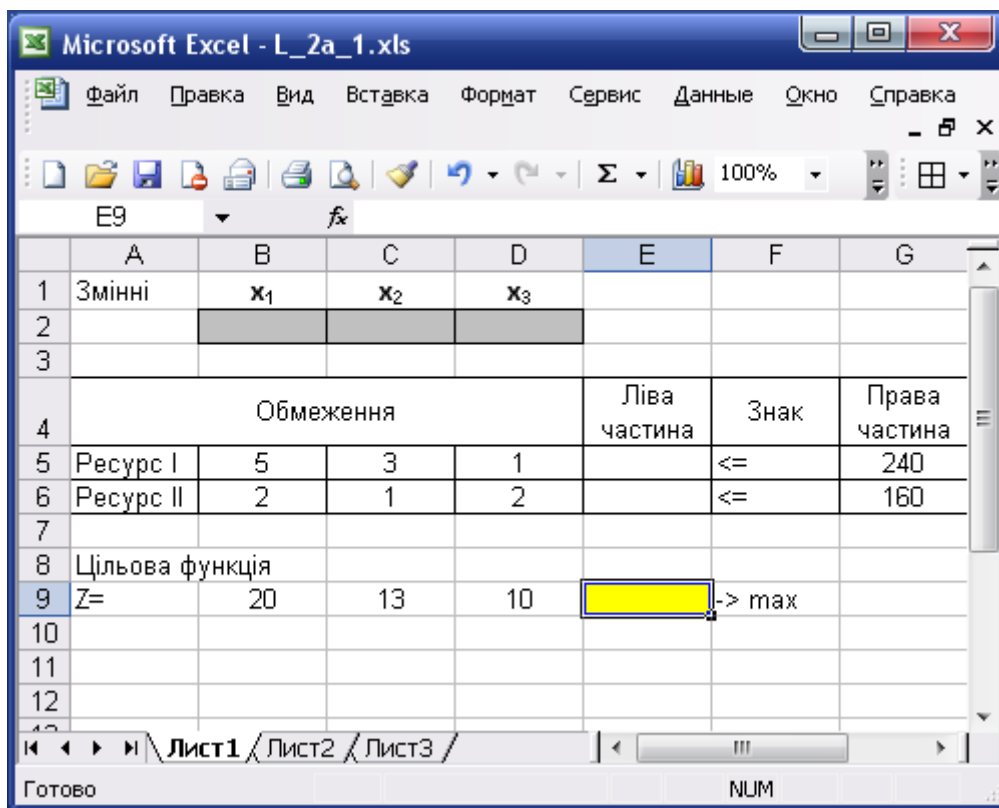 Microsoft Excel - L_2a_1.xls
Файл Правка Вид Вставка Формат Сервис Данные Окно Справка
Σ 100%
E9 fx
A B C D E F G
1 Змінні x₁ x₂ x₃
2
3
4 Обмеження Ліва частина Знак Права частина
5 Ресурс I 5 3 1 <= 240
6 Ресурс II 2 1 2 <= 160
7
8 Цільова функція
9 Z= 20 13 10 -> max
10
11
12
Лист1 Лист2 Лист3
Готово NUM